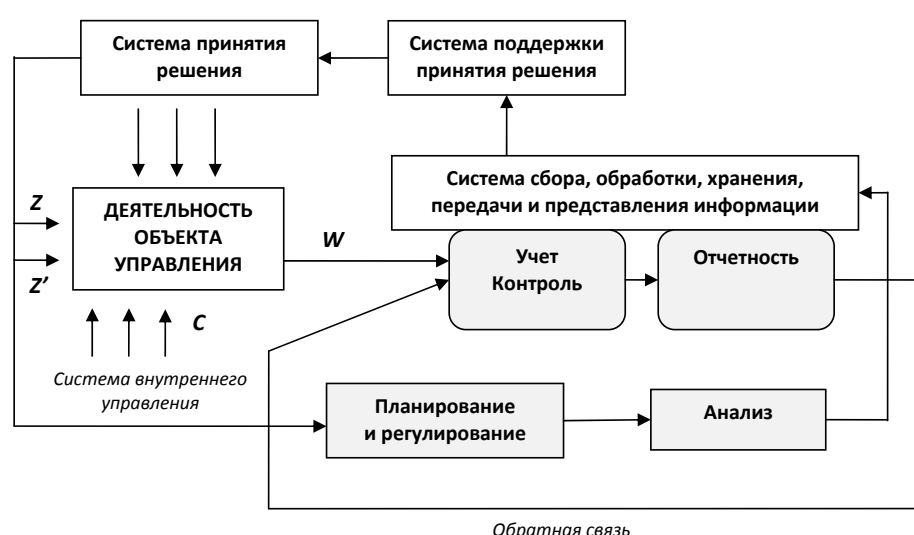 Система принятия
решения
Система поддержки
принятия решения
Система сбора, обработки, хранения,
передачи и представления информации
Z
ДЕЯТЕЛЬНОСТЬ
ОБЪЕКТА
УПРАВЛЕНИЯ
W
Учет
Контроль
Отчетность
Z’
C
Система внутреннего
управления
Планирование
и регулирование
Анализ
Обратная связь